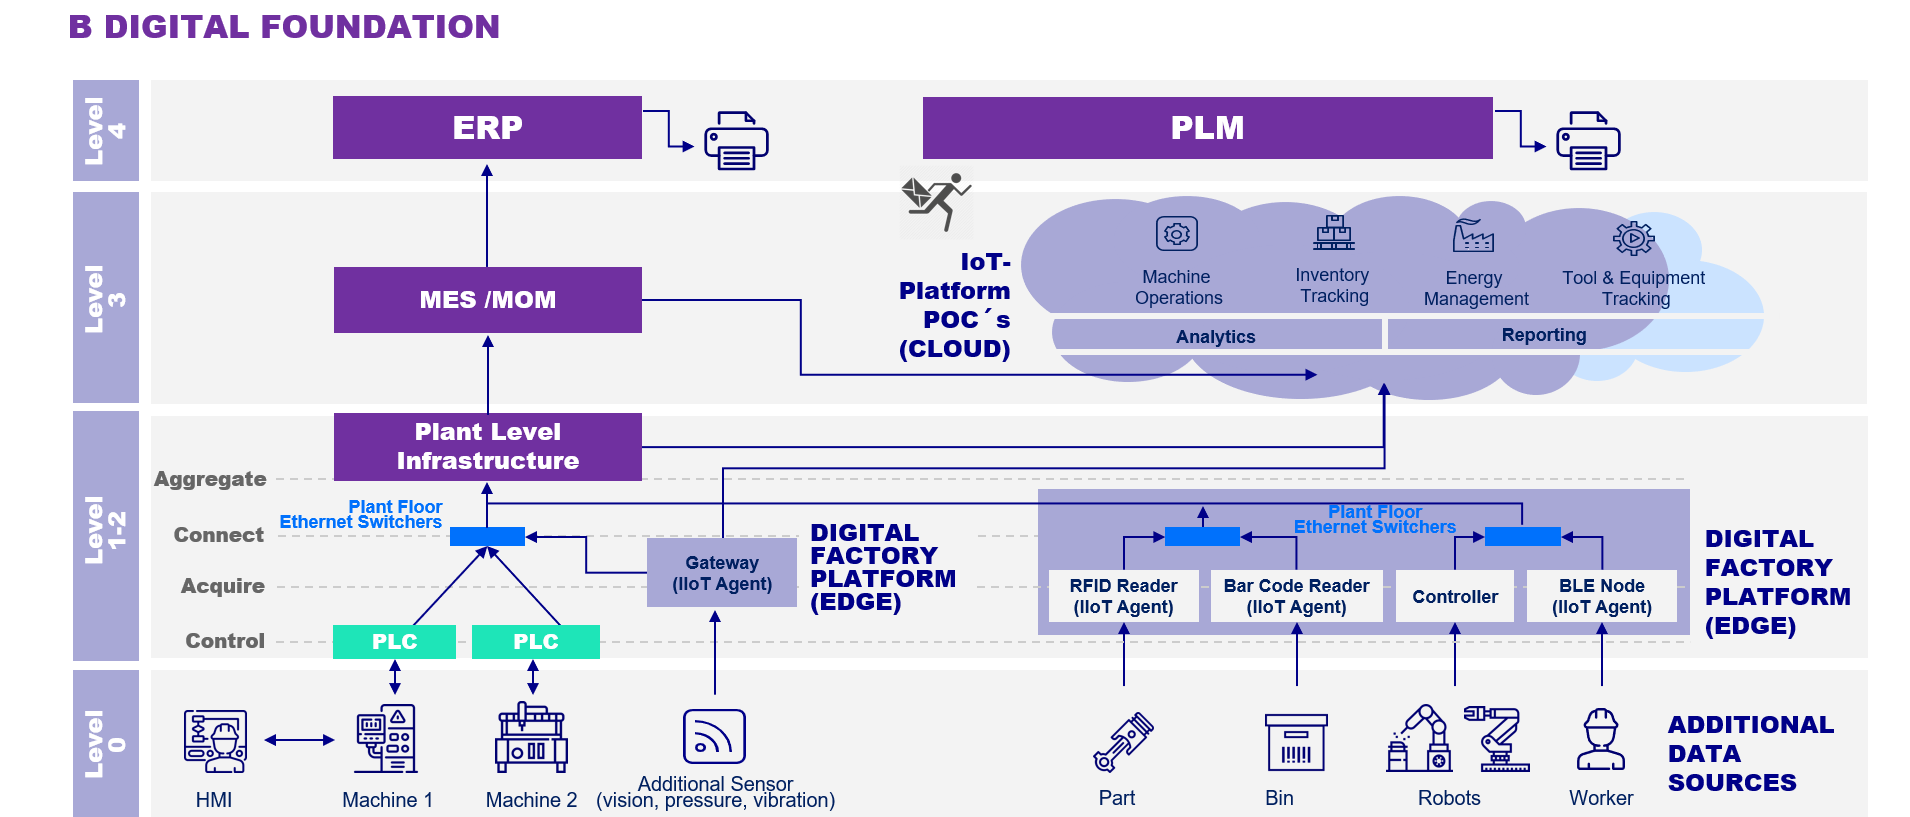 B DIGITAL FOUNDATION
Level
4
ERP
PLM
Level
3
MES /MOM
IoT-
Platform
POC´s
(CLOUD)
Machine
Operations
Inventory
Tracking
Energy
Management
Tool & Equipment
Tracking
Analytics
Reporting
Level
1-2
Plant Level
Infrastructure
Aggregate
Plant Floor
Ethernet Switchers
Connect
Acquire
Control
PLC
PLC
Gateway
(IIoT Agent)
DIGITAL
FACTORY
PLATFORM
(EDGE)
Plant Floor
Ethernet Switchers
RFID Reader
(IIoT Agent)
Bar Code Reader
(IIoT Agent)
Controller
BLE Node
(IIoT Agent)
DIGITAL
FACTORY
PLATFORM
(EDGE)
Level
0
HMI
Machine 1
Machine 2
Additional Sensor
(vision, pressure, vibration)
Part
Bin
Robots
Worker
ADDITIONAL
DATA
SOURCES